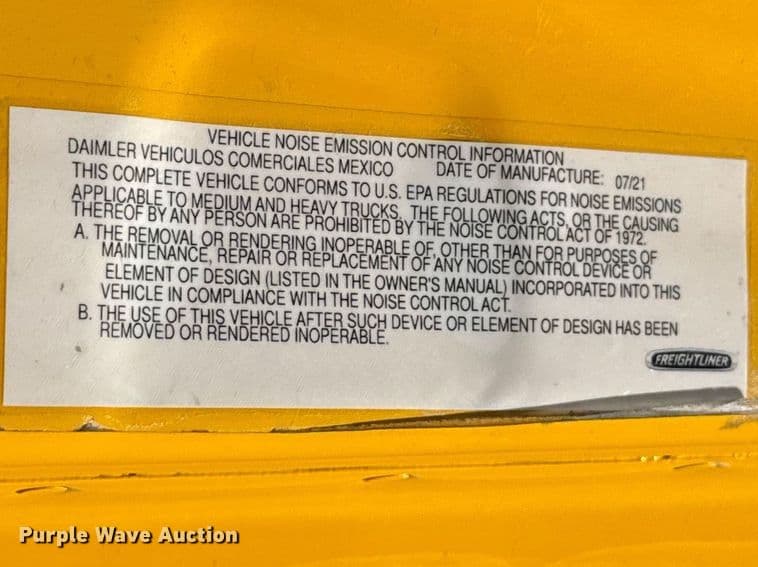 VEHICLE NOISE EMISSION CONTROL INFORMATION
DAIMLER VEHICULOS COMERCIALES MEXICO DATE OF MANUFACTURE: 07/21
THIS COMPLETE VEHICLE CONFORMS TO U.S. EPA REGULATIONS FOR NOISE EMISSIONS
APPLICABLE TO MEDIUM AND HEAVY TRUCKS. THE FOLLOWING ACTS, OR THE CAUSING
THEREOF BY ANY PERSON ARE PROHIBITED BY THE NOISE CONTROL ACT OF 1972.
A. THE REMOVAL OR RENDERING INOPERABLE OF, OTHER THAN FOR PURPOSES OF
MAINTENANCE, REPAIR OR REPLACEMENT OF ANY NOISE CONTROL DEVICE OR
ELEMENT OF DESIGN (LISTED IN THE OWNER'S MANUAL) INCORPORATED INTO THIS
VEHICLE IN COMPLIANCE WITH THE NOISE CONTROL ACT.
B. THE USE OF THIS VEHICLE AFTER SUCH DEVICE OR ELEMENT OF DESIGN HAS BEEN
REMOVED OR RENDERED INOPERABLE.
FREIGHTLINER
Purple Wave Auction